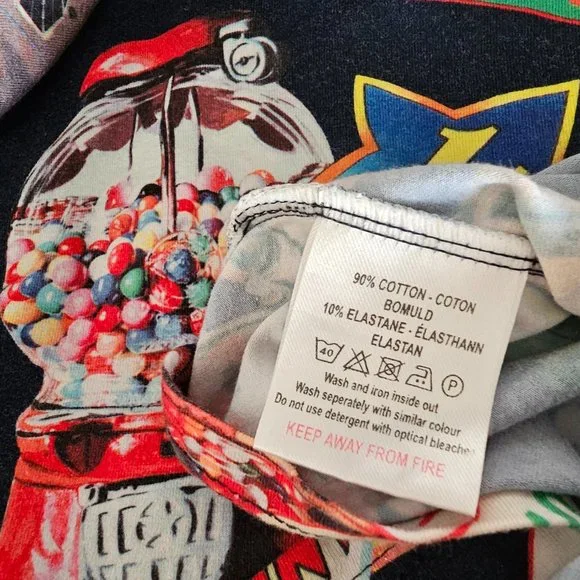 90% COTTON - COTON
BOMULD
10% ELASTANE - ÉLASTHANN
ELASTAN
40
P
Wash and iron inside out
Wash seperately with similar colour
Do not use detergent with optical bleache
KEEP AWAY FROM FIRE